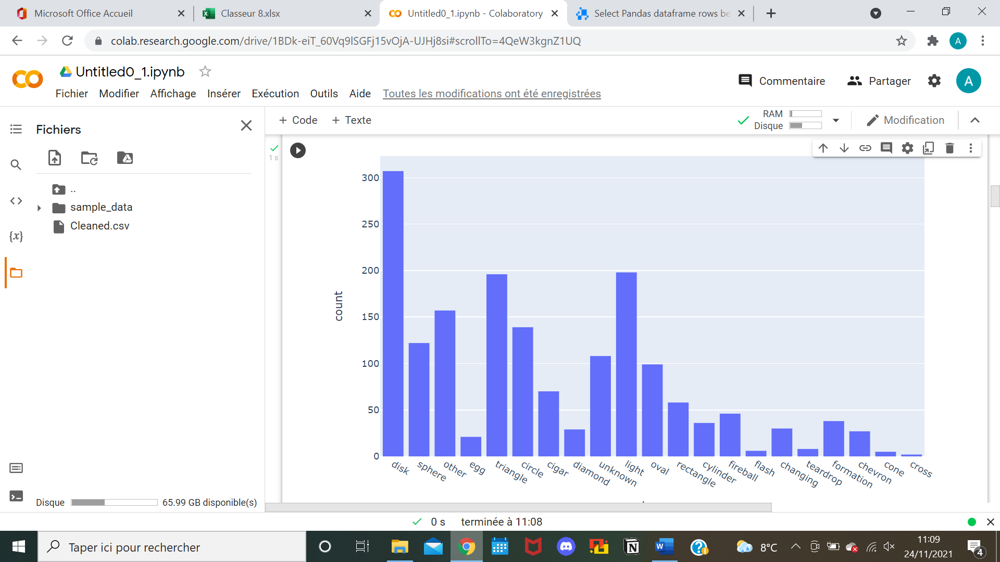 Microsoft Office Accueil
Classeur 8.xlsx
Untitled0_1.ipynb - Colaboratory
Select Pandas dataframe rows be
colab.research.google.com/drive/1BDk-eiT_60Vq9lSGFj15vOjA-UJHj8si#scrollTo=4QeW3kgnZ1UQ
A
Untitled0_1.ipynb
Commentaire
Partager
A
Fichier Modifier Affichage Insérer Exécution Outils Aide Toutes les modifications ont été enregistrées
Fichiers
+ Code + Texte
RAM
Disque
Modification
..
sample_data
Cleaned.csv
{x}
1 s
count
300
250
200
150
100
50
0
disk
sphere
other
egg
triangle
circle
cigar
diamond
unknown
light
oval
rectangle
cylinder
fireball
flash
changing
teardrop
formation
chevron
cone
cross
Disque 65.99 GB disponible(s)
0 s terminée à 11:08
Taper ici pour rechercher
8°C
11:09
24/11/2021
4